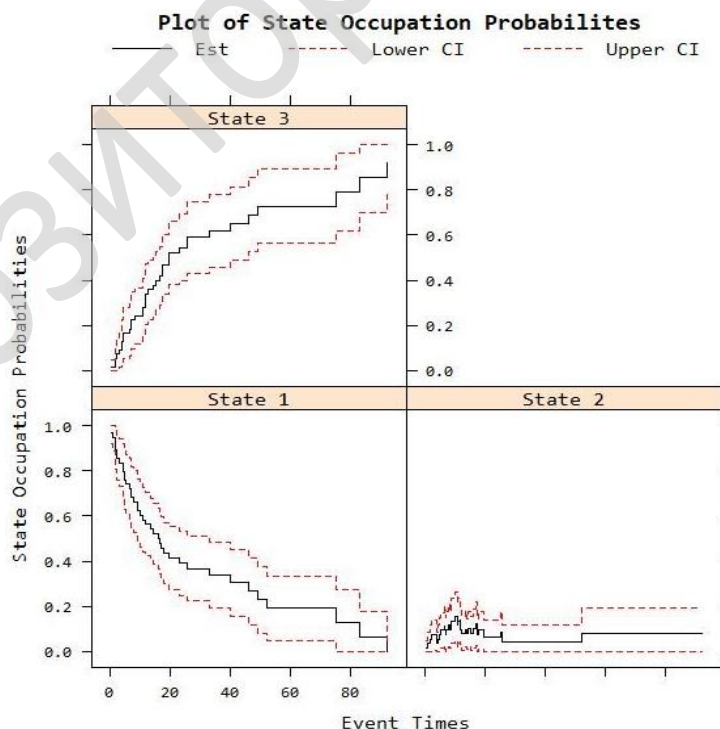 Plot of State Occupation Probabilites
Est Lower CI Upper CI
State 3
1.0
0.8
0.6
0.4
0.2
0.0
State Occupation Probabilities
State 1 State 2
1.0
0.8
0.6
0.4
0.2
0.0
0 20 40 60 80
Event Times
ОЗИТОР